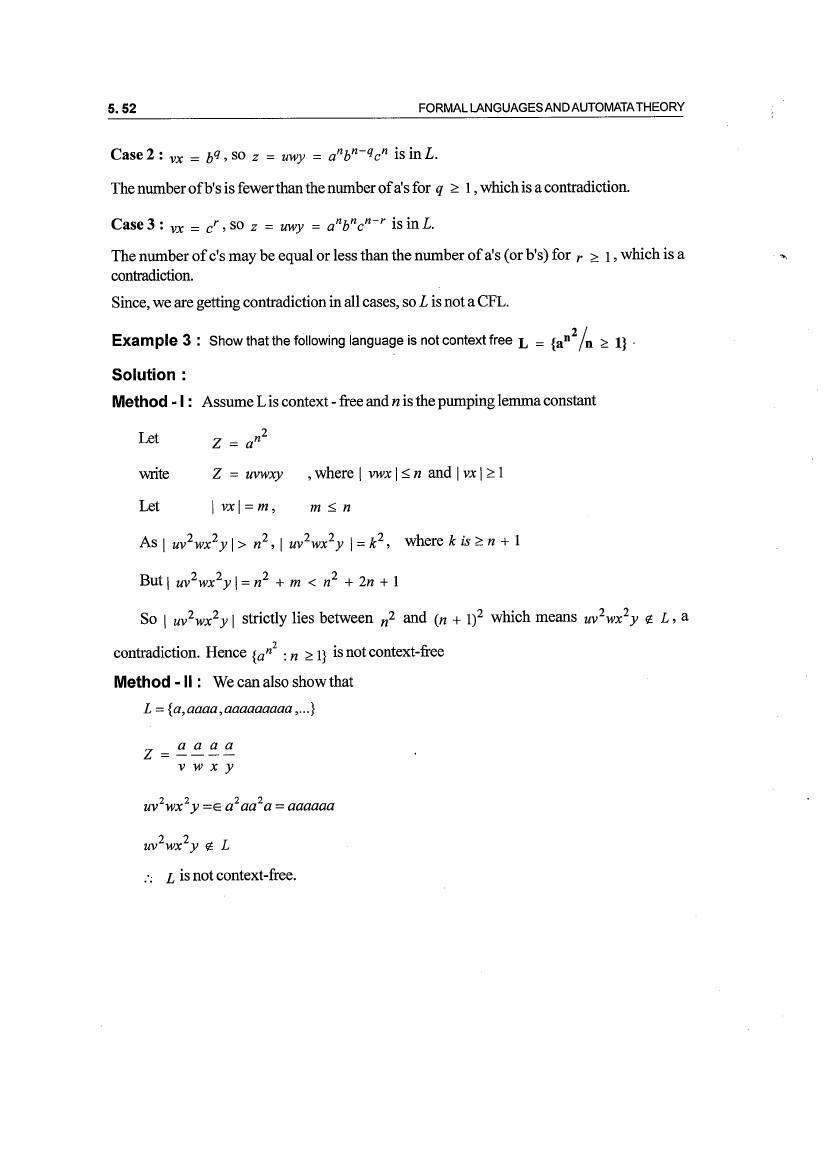 5. 52 FORMAL LANGUAGES AND AUTOMATA THEORY
Case 2 : vx = b^q , so z = uwy = a^n b^{n-q} c^n is in L.
The number of b's is fewer than the number of a's for q ≥ 1 , which is a contradiction.
Case 3 : vx = c^r , so z = uwy = a^n b^n c^{n-r} is in L.
The number of c's may be equal or less than the number of a's (or b's) for r ≥ 1 , which is a
contradiction.
Since, we are getting contradiction in all cases, so L is not a CFL.
Example 3 : Show that the following language is not context free L = {a^{n^2}/n ≥ 1} .
Solution :
Method - I : Assume L is context - free and n is the pumping lemma constant
Let Z = a^{n^2}
write Z = uvwxy , where | vwx | ≤ n and | vx | ≥ 1
Let | vx | = m , m ≤ n
As | uv^2wx^2y | > n^2 , | uv^2wx^2y | = k^2 , where k is ≥ n + 1
But | uv^2wx^2y | = n^2 + m < n^2 + 2n + 1
So | uv^2wx^2y | strictly lies between n^2 and (n + 1)^2 which means uv^2wx^2y ∉ L , a
contradiction. Hence {a^{n^2} : n ≥ 1} is not context-free
Method - II : We can also show that
L = {a, aaaa, aaaaaaaaa ,...}
Z = a a a a
v w x y
uv^2wx^2y =∈ a^2aa^2a = aaaaaa
uv^2wx^2y ∉ L
∴ L is not context-free.